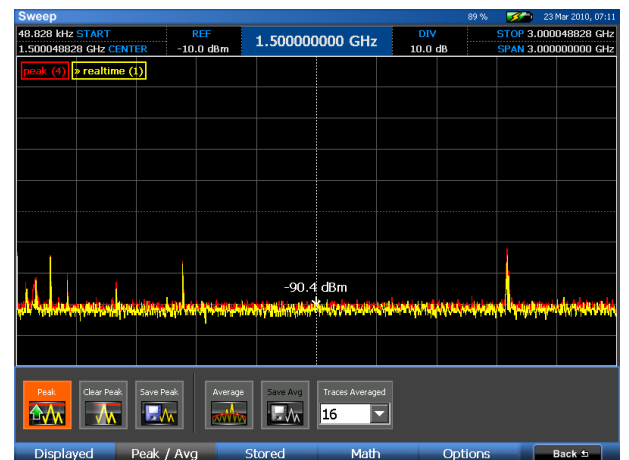 Sweep 89 % 23 Mar 2010, 07:11
48.828 kHz START REF 1.500000000 GHz DIV STOP 3.000048828 GHz
1.500048828 GHz CENTER -10.0 dBm 10.0 dB SPAN 3.000000000 GHz
peak (4) » realtime (1)
-90.4 dBm
Peak Clear Peak Save Peak Average Save Avg Traces Averaged
16
Displayed Peak / Avg Stored Math Options Back